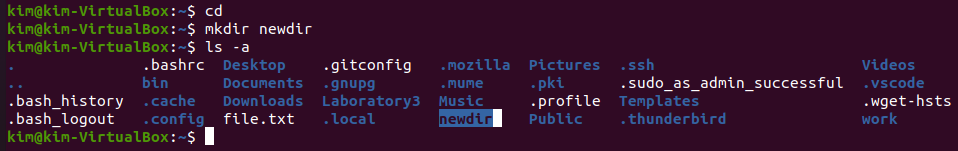 kim@kim-VirtualBox:~$ cd
kim@kim-VirtualBox:~$ mkdir newdir
kim@kim-VirtualBox:~$ ls -a
. .bashrc Desktop .gitconfig .mozilla Pictures .ssh Videos
.. bin Documents .gnupg .mume .pki .sudo_as_admin_successful .vscode
.bash_history .cache Downloads Laboratory3 Music .profile Templates .wget-hsts
.bash_logout .config file.txt .local newdir Public .thunderbird work
kim@kim-VirtualBox:~$